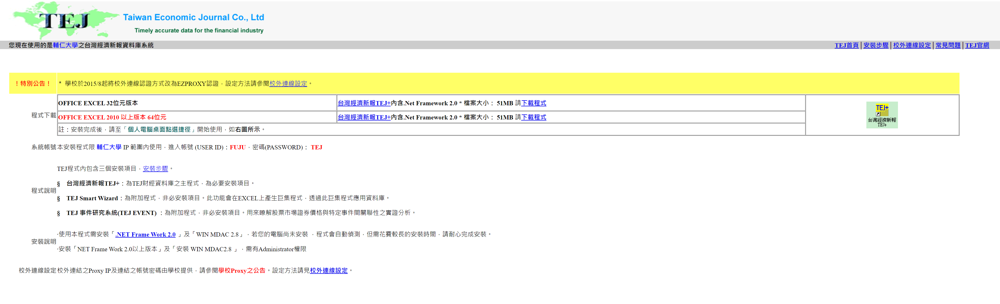 TEJ
Taiwan Economic Journal Co., Ltd
Timely accurate data for the financial industry
您現在使用的是輔仁大學之台灣經濟新報資料庫系統
TEJ首頁 | 安裝步驟 | 校外連線設定 | 常見問題 | TEJ官網
！特別公告！
* 學校於2015/8起將校外連線認證方式改為EZPROXY認證，設定方法請參閱校外連線設定。
程式下載
OFFICE EXCEL 32位元版本
台灣經濟新報TEJ+內含.Net Framework 2.0 * 檔案大小： 51MB 請下載程式
OFFICE EXCEL 2010 以上版本 64位元
台灣經濟新報TEJ+內含.Net Framework 2.0 * 檔案大小： 51MB 請下載程式
註：安裝完成後，請至「個人電腦桌面點選捷徑」開始使用，如右圖所示。
TEJ+
台灣經濟新報
TEJ+
系統帳號 本安裝程式限 輔仁大學 IP 範圍內使用，進入帳號 (USER ID)：FUJU，密碼(PASSWORD)： TEJ
程式說明
TEJ程式內包含三個安裝項目，安裝步驟。
§ 台灣經濟新報TEJ+：為TEJ財經資料庫之主程式，為必要安裝項目。
§ TEJ Smart Wizard：為附加程式，非必安裝項目。此功能會在EXCEL上產生巨集程式，透過此巨集程式應用資料庫。
§ TEJ 事件研究系統(TEJ EVENT) ：為附加程式，非必安裝項目。用來瞭解股票市場證券價格與特定事件間關聯性之實證分析。
安裝說明
·使用本程式需安裝「.NET Frame Work 2.0 」及「WIN MDAC 2.8」，若您的電腦尚未安裝 ，程式會自動偵測，但需花費較長的安裝時間，請耐心完成安裝。
·安裝「NET Frame Work 2.0以上版本」及「安裝 WIN MDAC2.8 」，需有Administrator權限
校外連線設定 校外連結之Proxy IP及連結之帳號密碼由學校提供，請參閱學校Proxy之公告。設定方法請見校外連線設定。